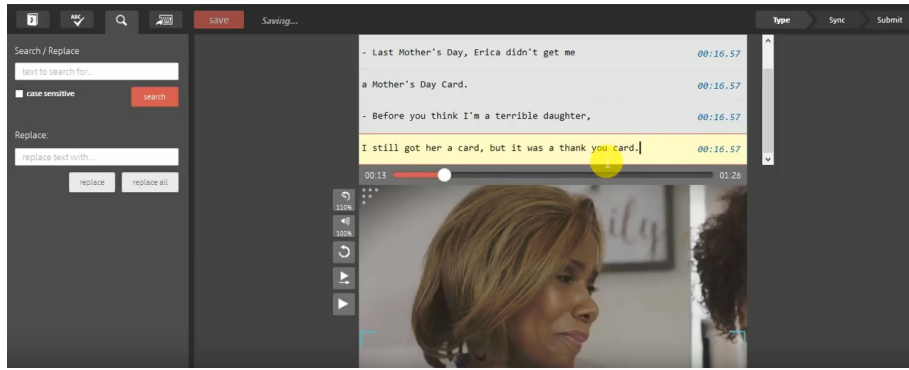 ABC
save Saving...
Type Sync Submit
Search / Replace
text to search for..
case sensitive
search
Replace:
replace text with...
replace replace all
- Last Mother's Day, Erica didn't get me 00:16.57
a Mother's Day Card. 00:16.57
- Before you think I'm a terrible daughter, 00:16.57
I still got her a card, but it was a thank you card. 00:16.57
00:13 01:26
110%
100%
ily